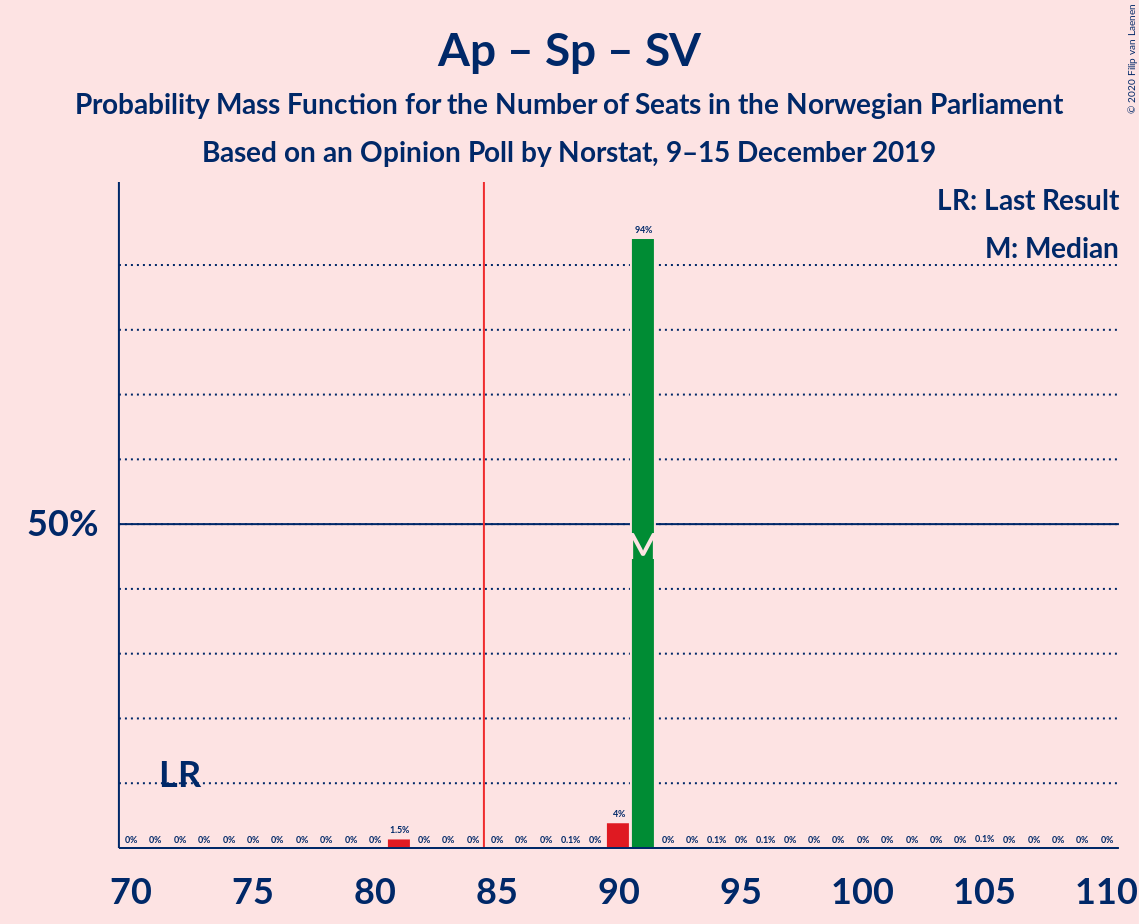 Ap – Sp – SV
Probability Mass Function for the Number of Seats in the Norwegian Parliament
Based on an Opinion Poll by Norstat, 9–15 December 2019
© 2020 Filip van Laenen
LR: Last Result
M: Median
94%
50%
M
LR
0% 0% 0% 0% 0% 0% 0% 0% 0% 0% 0% 1.5% 0% 0% 0% 0% 0% 0% 0.1% 0% 4% 0% 0% 0.1% 0% 0.1% 0% 0% 0% 0% 0% 0% 0% 0% 0.1% 0% 0% 0% 0% 0%
70 75 80 85 90 95 100 105 110